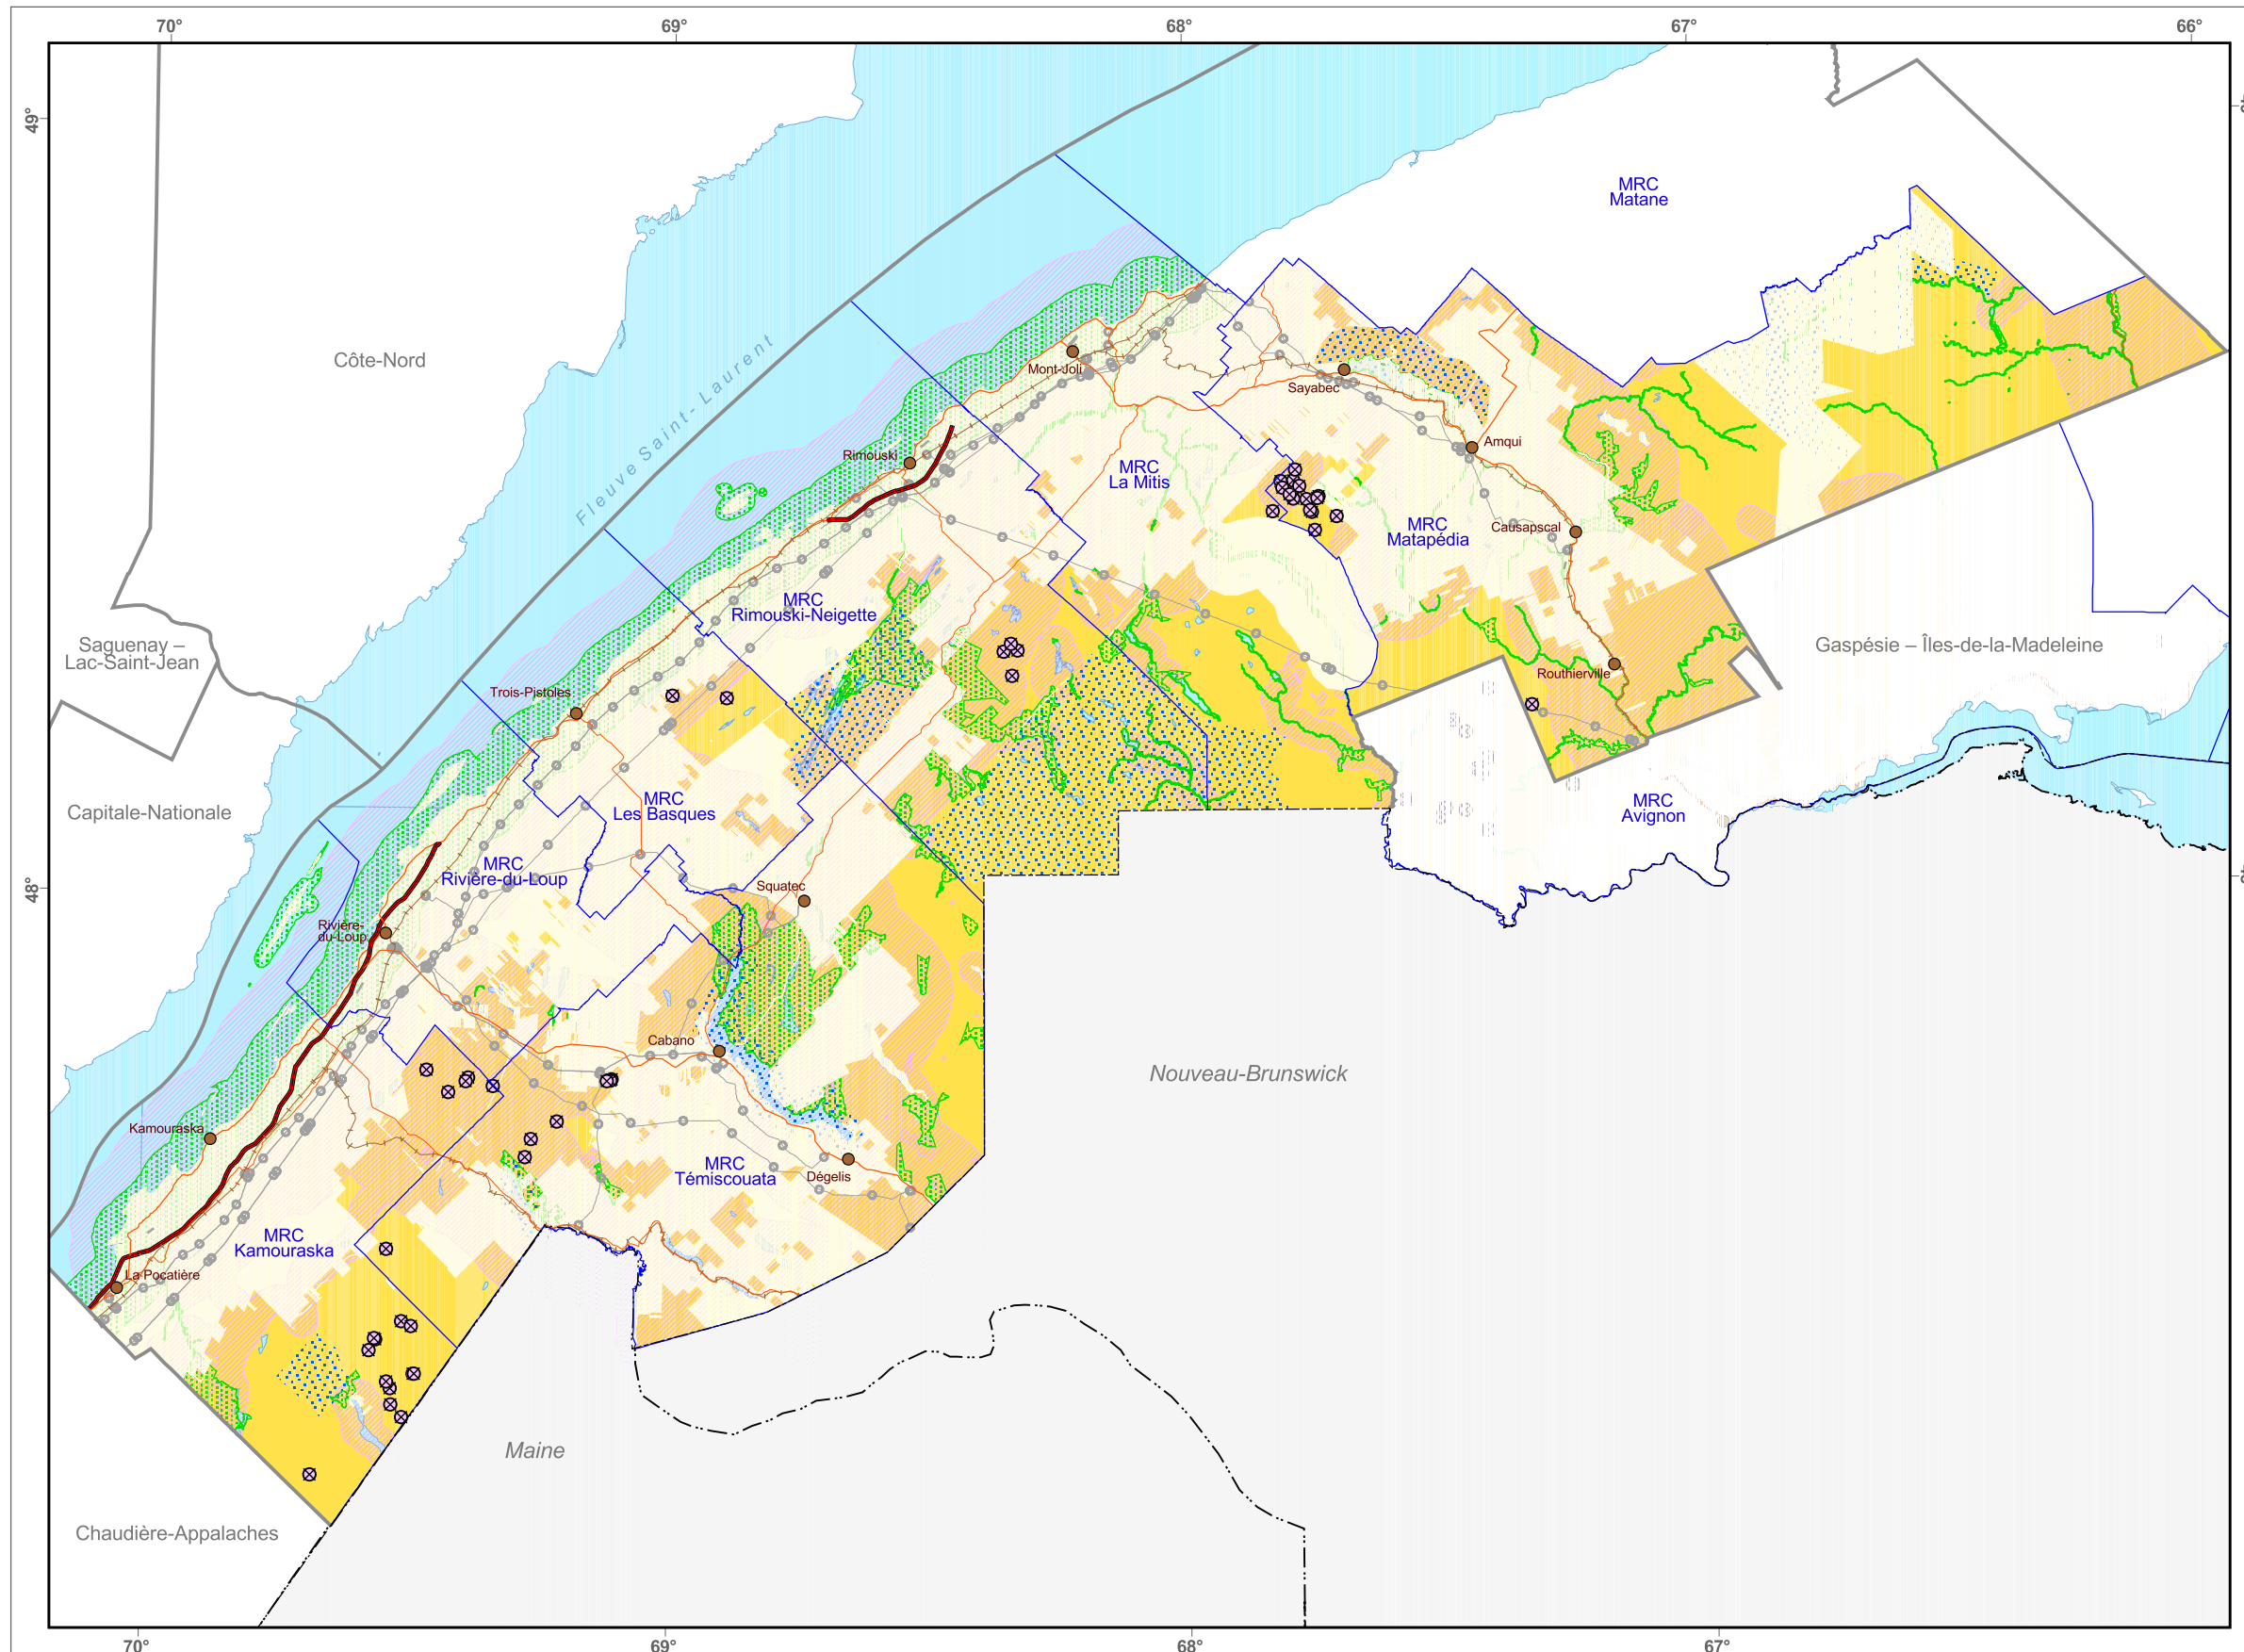 70°
69°
68°
67°
66°
49°
MRC
Matane
Côte-Nord
Fleuve Saint-Laurent
Mont-Joli
Sayabec
Amqui
Rimouski
MRC
La Mitis
MRC
Matapédia
Causapscal
MRC
Rimouski-Neigette
Saguenay –
Lac-Saint-Jean
Gaspésie – Îles-de-la-Madeleine
Routhierville
Trois-Pistoles
Capitale-Nationale
MRC
Les Basques
MRC
Avignon
MRC
Rivière-du-Loup
48°
Squatec
Rivière-
du-Loup
Cabano
Nouveau-Brunswick
Kamouraska
MRC
Témiscouata
Dégelis
MRC
Kamouraska
La Pocatière
Maine
Chaudière-Appalaches
70°
69°
68°
67°